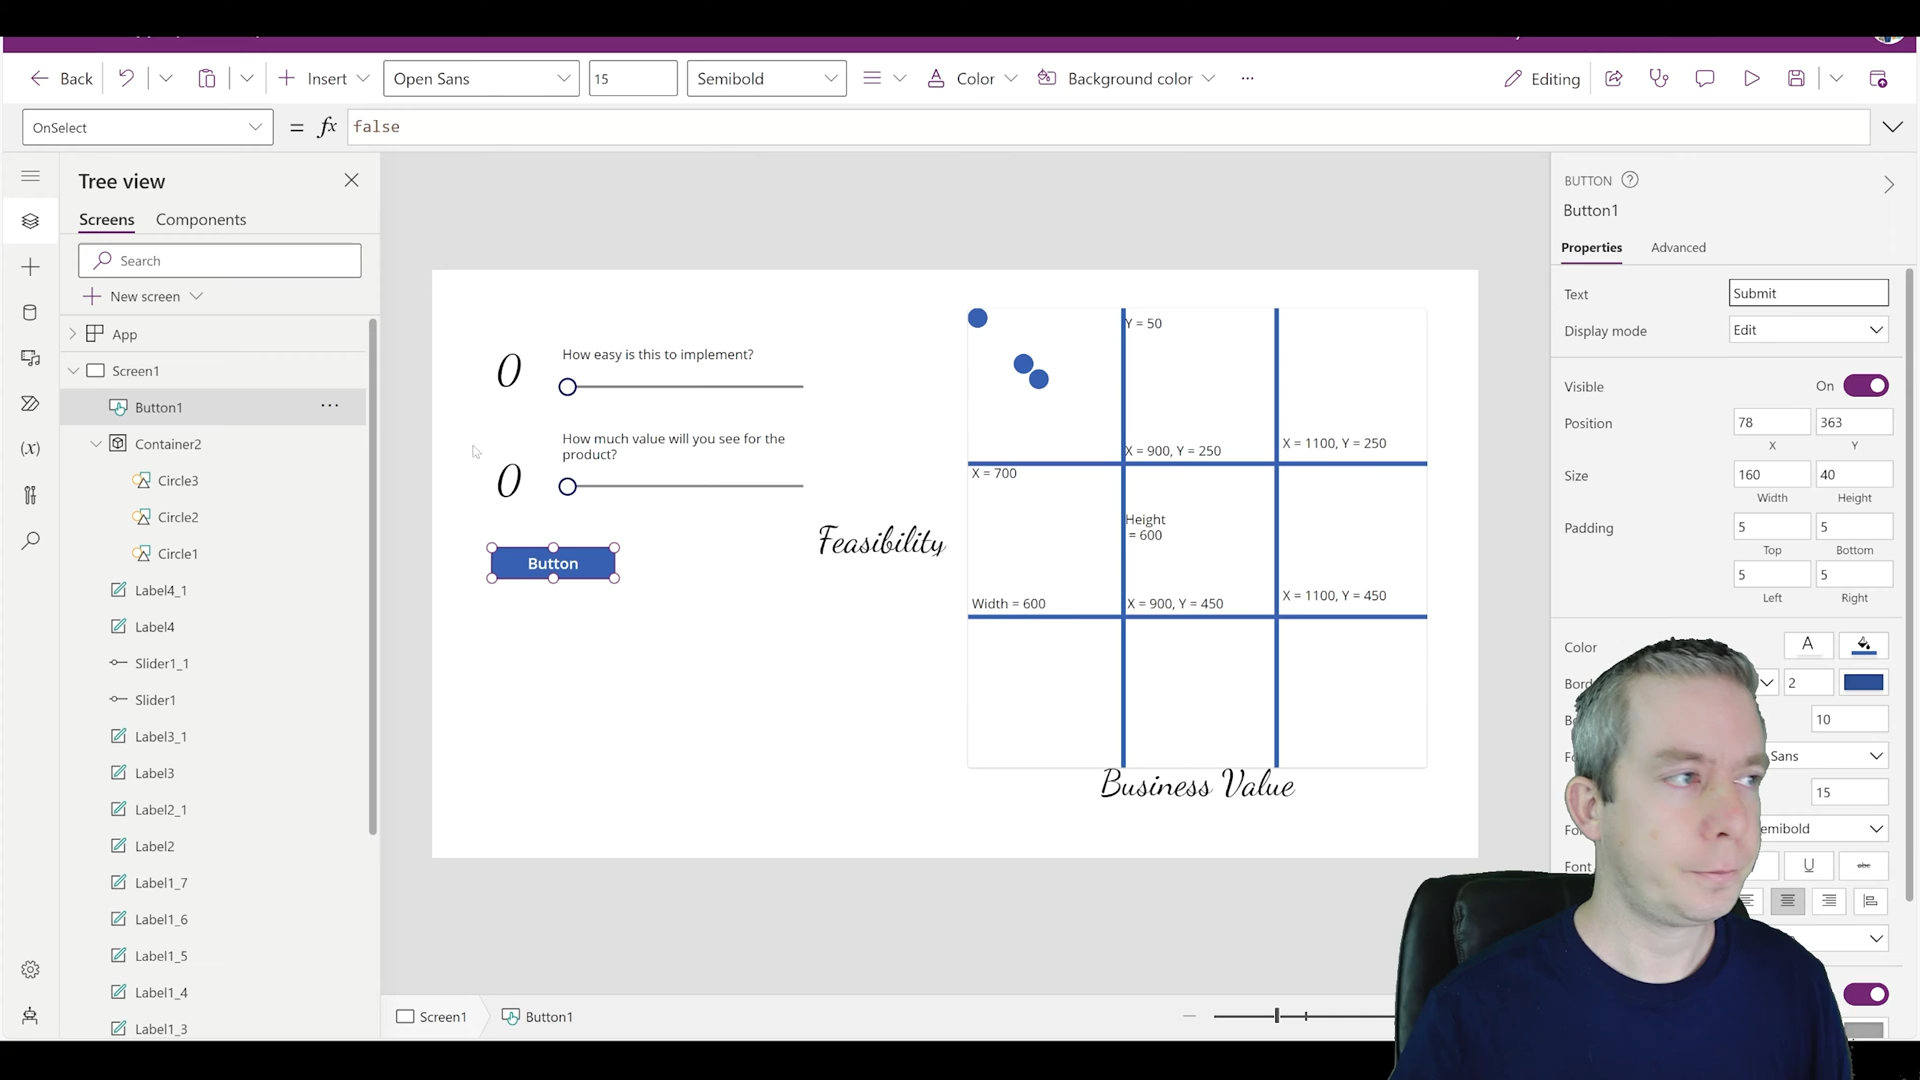 Back
Insert
Open Sans
15
Semibold
Color
Background color
...
Editing
OnSelect
= fx false
Tree view
Screens
Components
Search
New screen
App
Screen1
Button1
Container2
Circle3
Circle2
Circle1
Label4_1
Label4
Slider1_1
Slider1
Label3_1
Label3
Label2_1
Label2
Label1_7
Label1_6
Label1_5
Label1_4
Label1_3
0
How easy is this to implement?
0
How much value will you see for the
product?
Button
Feasibility
Y = 50
X = 900, Y = 250
X = 1100, Y = 250
X = 700
Height
= 600
Width = 600
X = 900, Y = 450
X = 1100, Y = 450
Business Value
Screen1
Button1
BUTTON
Button1
Properties
Advanced
Text
Submit
Display mode
Edit
Visible
On
Position
78
363
X
Y
Size
160
40
Width
Height
Padding
5
5
Top
Bottom
5
5
Left
Right
Color
A
2
10
Sans
15
Font
U
abc